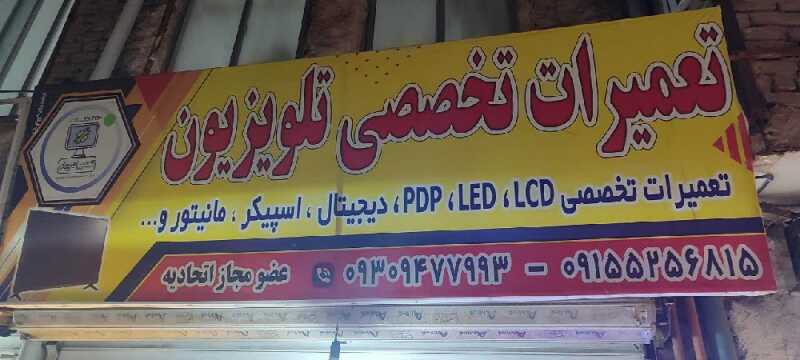 تعمیرات تخصصی تلویزیون
تعمیرات تخصصی LCD ، LED ، PDP، دیجیتال ، اسپیکر ، مانیتور و...
۰۹۱۵۵۲۵۶۸۱۵ - ۰۹۳۰۹۴۷۷۹۹۳ عضو مجاز اتحادیه